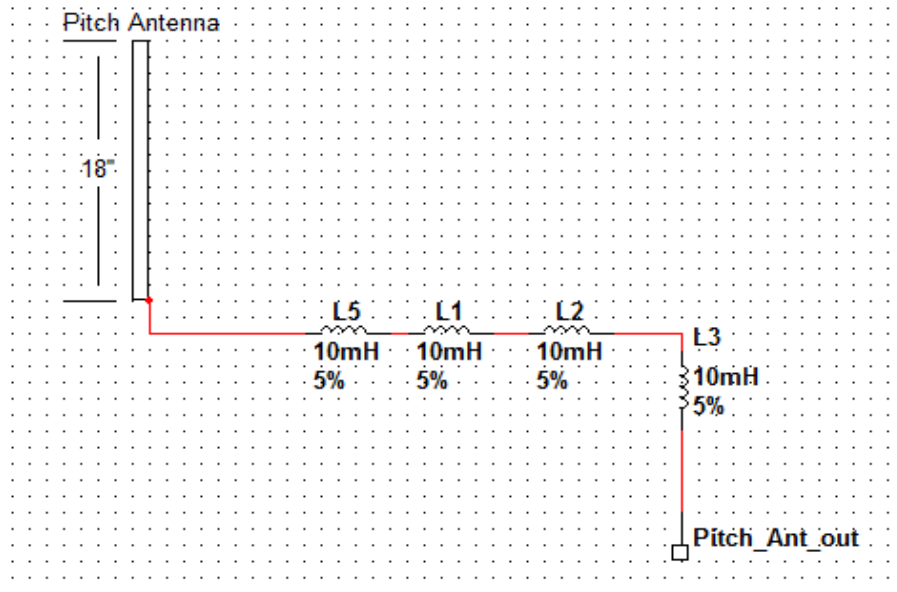 Pitch Antenna
18"
L5
10mH
5%
L1
10mH
5%
L2
10mH
5%
L3
10mH
5%
Pitch_Ant_out